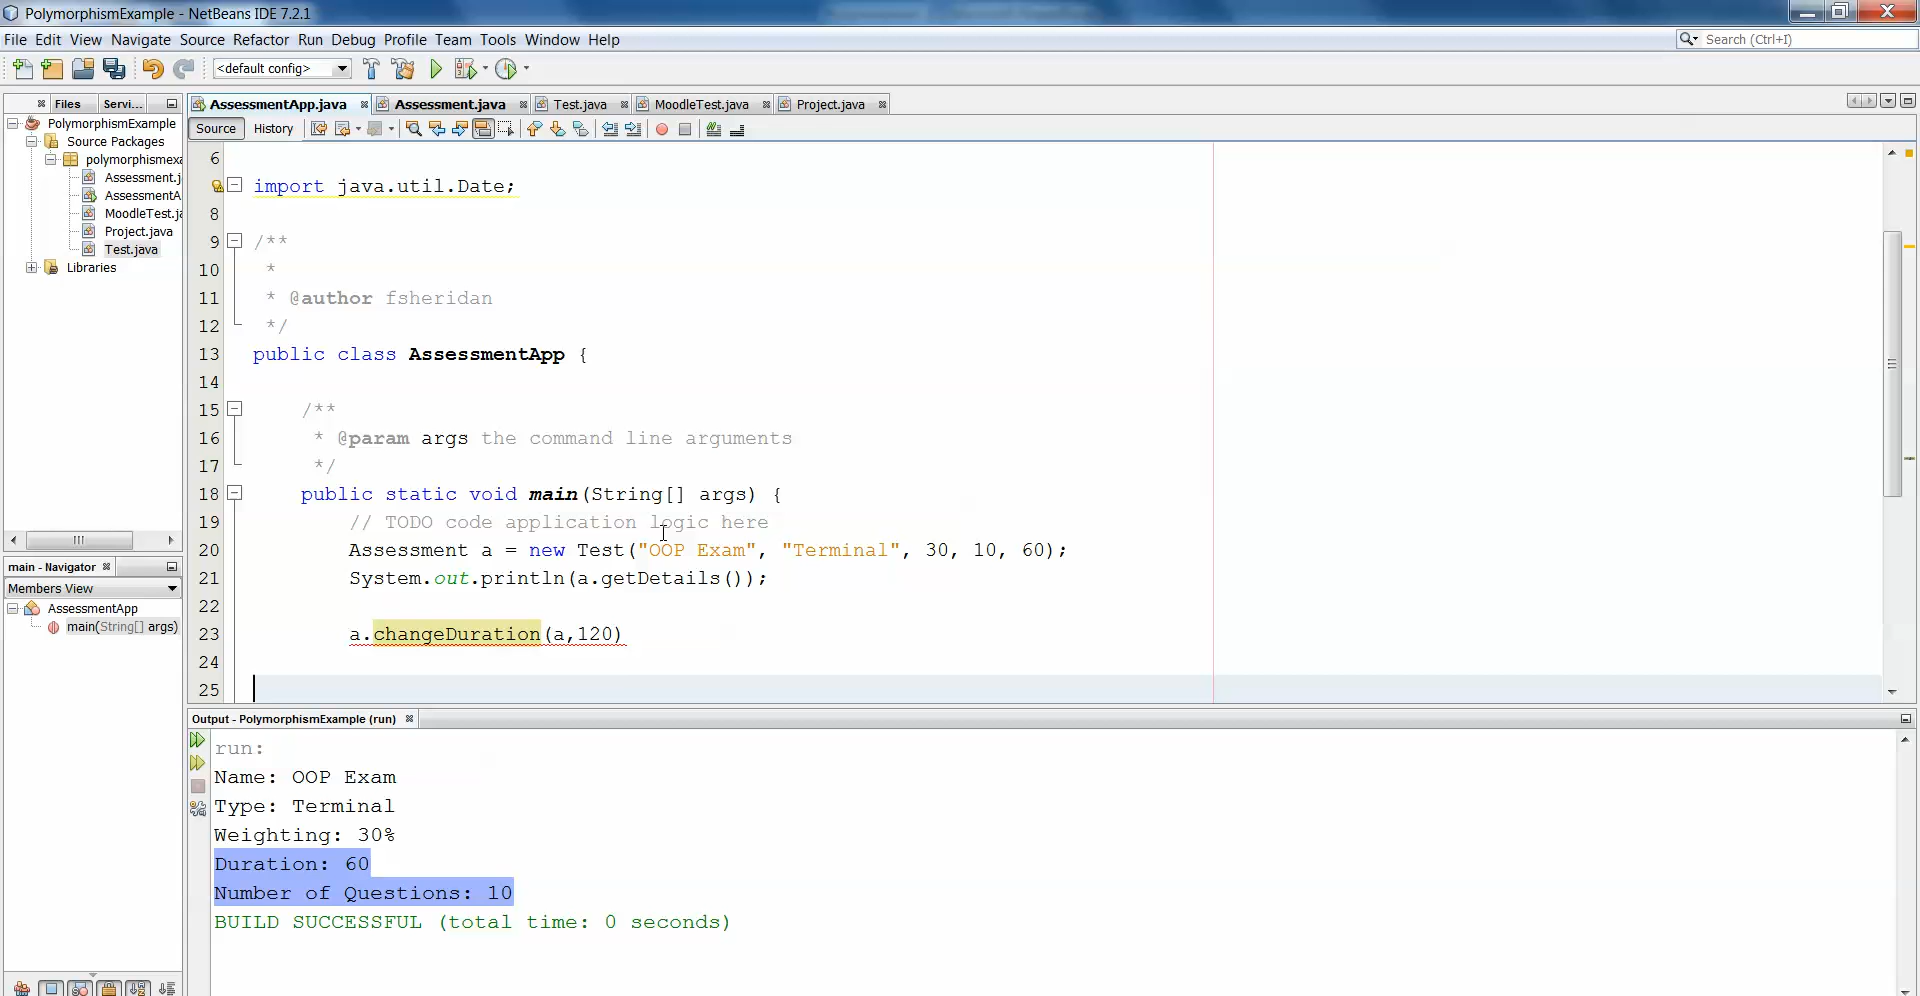 PolymorphismExample - NetBeans IDE 7.2.1
File Edit View Navigate Source Refactor Run Debug Profile Team Tools Window Help
Search (Ctrl+I)
<default config>
Files Servi...
AssessmentApp.java Assessment.java Test.java MoodleTest.java Project.java
Source History
PolymorphismExample
Source Packages
polymorphismexa
Assessment.j
AssessmentA
MoodleTest.ja
Project.java
Test.java
Libraries
main - Navigator
Members View
AssessmentApp
main(String[] args)
6
import java.util.Date;
8
9 /**
10 *
11 * @author fsheridan
12 */
13 public class AssessmentApp {
14
15 /**
16 * @param args the command line arguments
17 */
18 public static void main(String[] args) {
19 // TODO code application logic here
20 Assessment a = new Test("OOP Exam", "Terminal", 30, 10, 60);
21 System.out.println(a.getDetails());
22
23 a.changeDuration(a,120)
24
25
Output - PolymorphismExample (run)
run:
Name: OOP Exam
Type: Terminal
Weighting: 30%
Duration: 60
Number of Questions: 10
BUILD SUCCESSFUL (total time: 0 seconds)